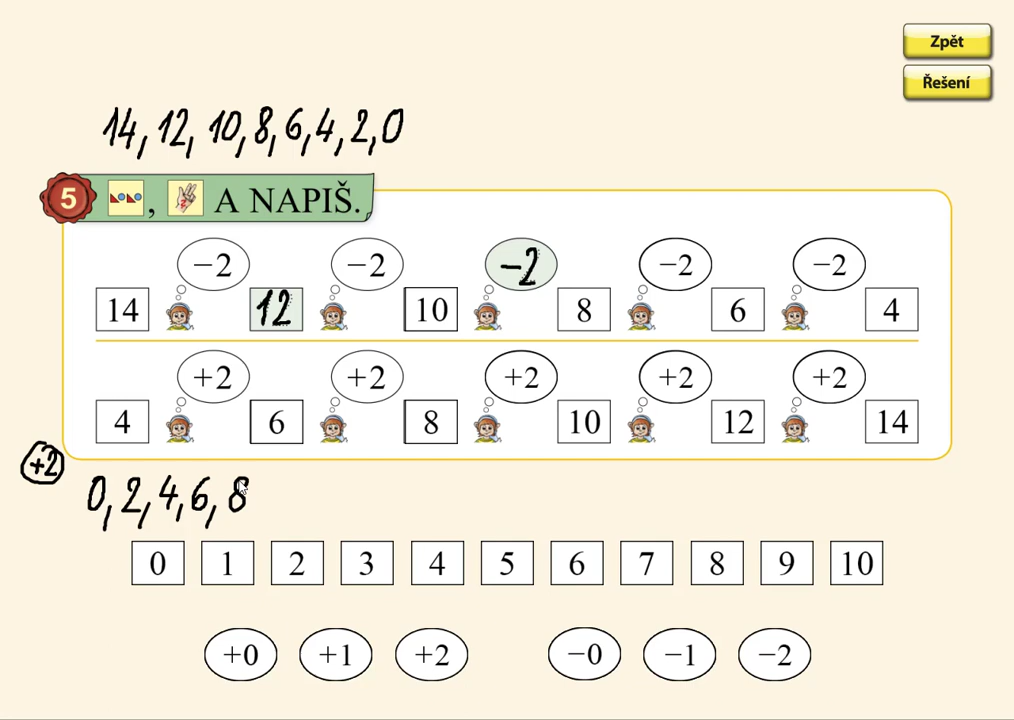 Zpět
Řešení
14, 12, 10, 8, 6, 4, 2, 0
5 , A NAPIŠ.
−2 −2 −2 −2 −2
14 12 10 8 6 4
+2 +2 +2 +2 +2
4 6 8 10 12 14
+2
0, 2, 4, 6, 8
0 1 2 3 4 5 6 7 8 9 10
+0 +1 +2 −0 −1 −2